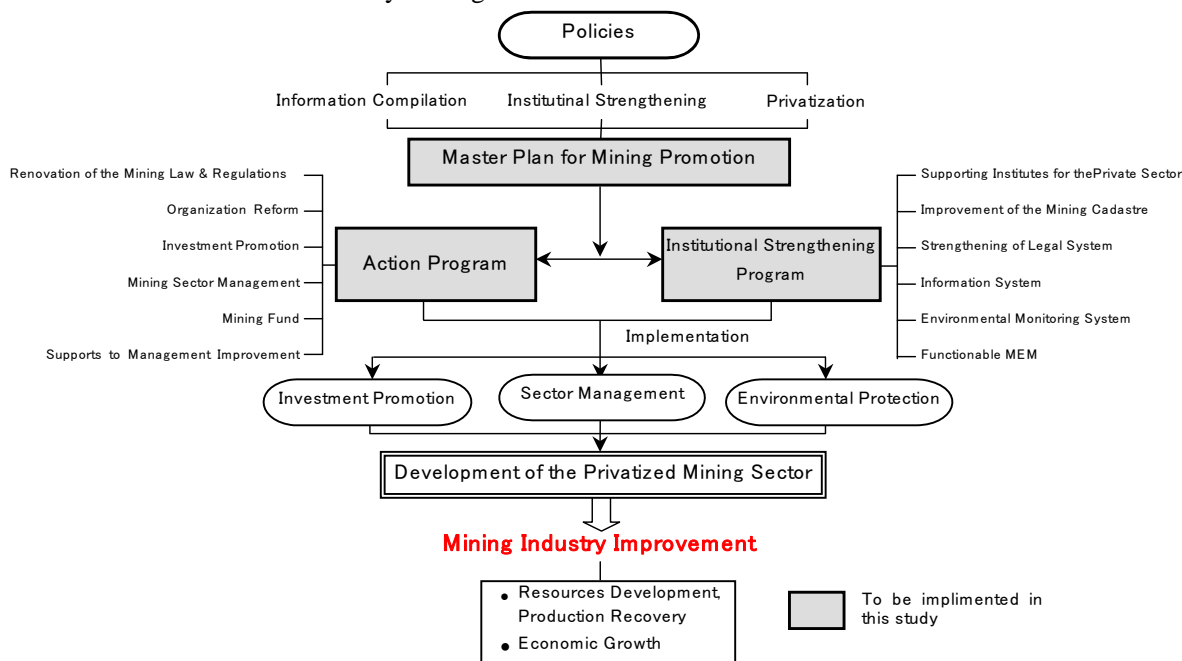 Policies
Information Compilation
Institutinal Strengthening
Privatization
Master Plan for Mining Promotion
Renovation of the Mining Law & Regulations
Organization Reform
Investment Promotion
Mining Sector Management
Mining Fund
Supports to Management Improvement
Action Program
Institutional Strengthening
Program
Supporting Institutes for thePrivate Sector
Improvement of the Mining Cadastre
Strengthening of Legal System
Information System
Environmental Monitoring System
Functionable MEM
Implementation
Investment Promotion
Sector Management
Environmental Protection
Development of the Privatized Mining Sector
Mining Industry Improvement
• Resources Development,
Production Recovery
• Economic Growth
To be implimented in
this study